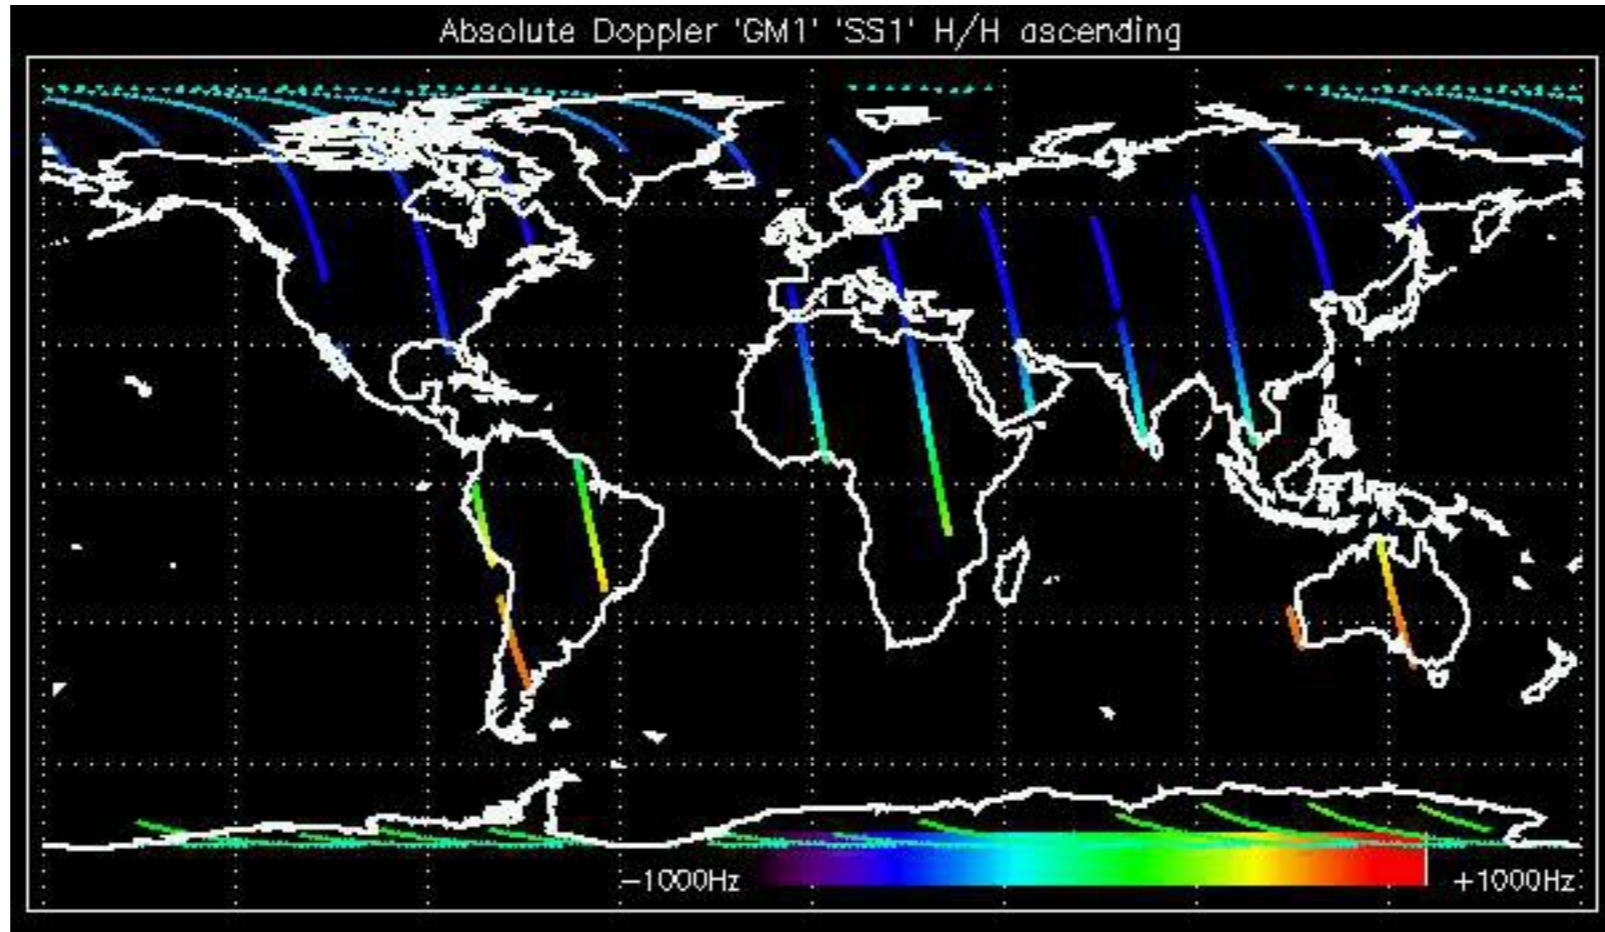 Absolute Doppler 'GM1' 'SS1' H/H ascending
−1000Hz +1000Hz